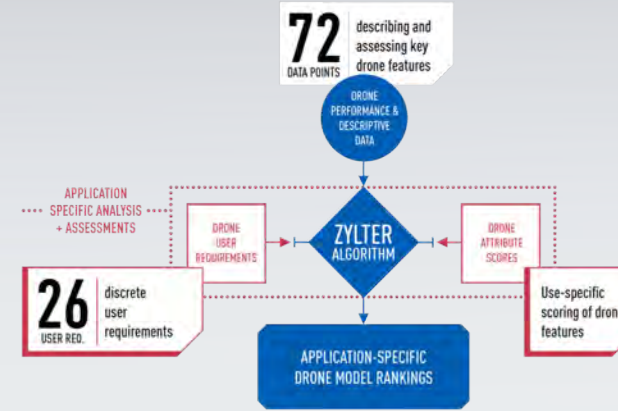 72
DATA POINTS
describing and
assessing key
drone features
DRONE
PERFORMANCE &
DESCRIPTIVE
DATA
APPLICATION
SPECIFIC ANALYSIS
+ ASSESSMENTS
DRONE
USER
REQUIREMENTS
ZYLTER
ALGORITHM
DRONE
ATTRIBUTE
SCORES
26
USER REQ.
discrete
user
requirements
Use-specific
scoring of dron
features
APPLICATION-SPECIFIC
DRONE MODEL RANKINGS